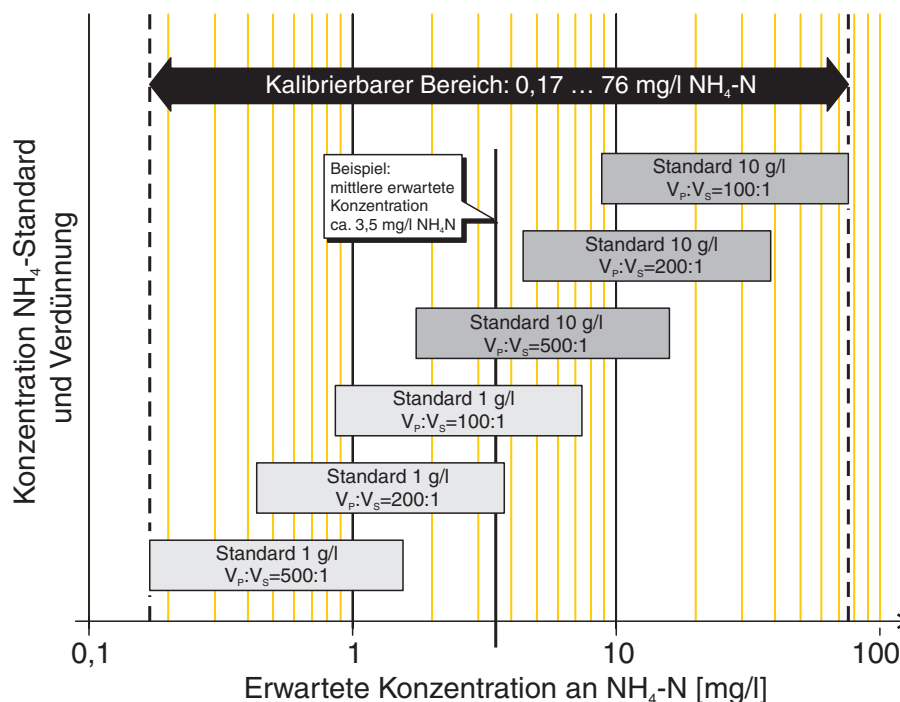 Kalibrierbarer Bereich: 0,17 … 76 mg/l NH₄-N
Konzentration NH₄-Standard
und Verdünnung
Beispiel:
mittlere erwartete
Konzentration
ca. 3,5 mg/l NH₄N
Standard 10 g/l
Vₚ:Vₛ=100:1
Standard 10 g/l
Vₚ:Vₛ=200:1
Standard 10 g/l
Vₚ:Vₛ=500:1
Standard 1 g/l
Vₚ:Vₛ=100:1
Standard 1 g/l
Vₚ:Vₛ=200:1
Standard 1 g/l
Vₚ:Vₛ=500:1
0,1 1 10 100
Erwartete Konzentration an NH₄-N [mg/l]